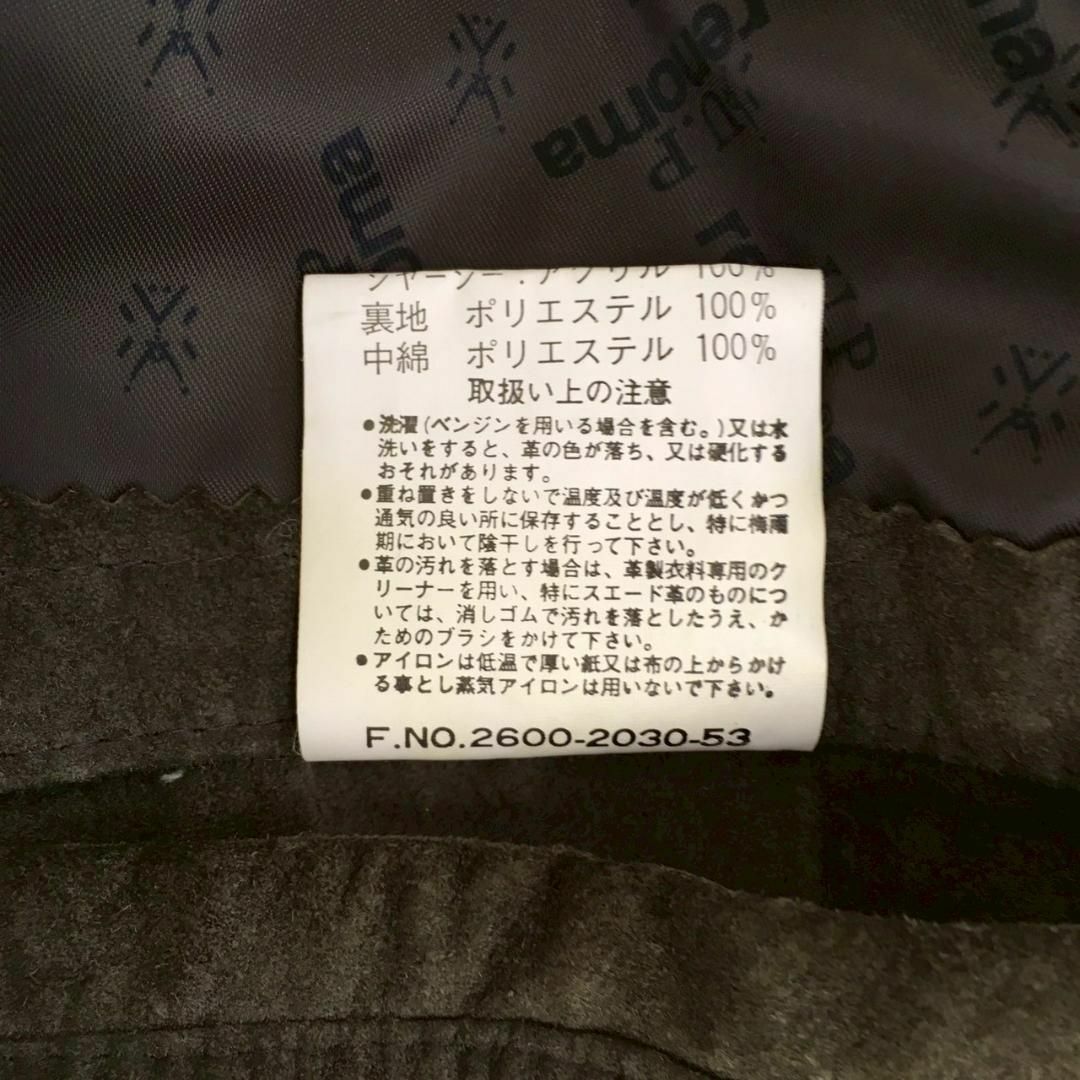 renoma
U.P
ジャージー:アクリル 100%
裏地 ポリエステル 100%
中綿 ポリエステル 100%
取扱い上の注意
●洗濯(ベンジンを用いる場合を含む。)又は水
洗いをすると、革の色が落ち、又は硬化する
おそれがあります。
●重ね置きをしないで温度及び湿度が低くかつ
通気の良い所に保存することとし、特に梅雨
期において陰干しを行って下さい。
●革の汚れを落とす場合は、革製衣料専用のク
リーナーを用い、特にスエード革のものにつ
いては、消しゴムで汚れを落としたうえ、か
ためのブラシをかけて下さい。
●アイロンは低温で厚い紙又は布の上からかけ
る事とし蒸気アイロンは用いないで下さい。
F.NO.2600-2030-53